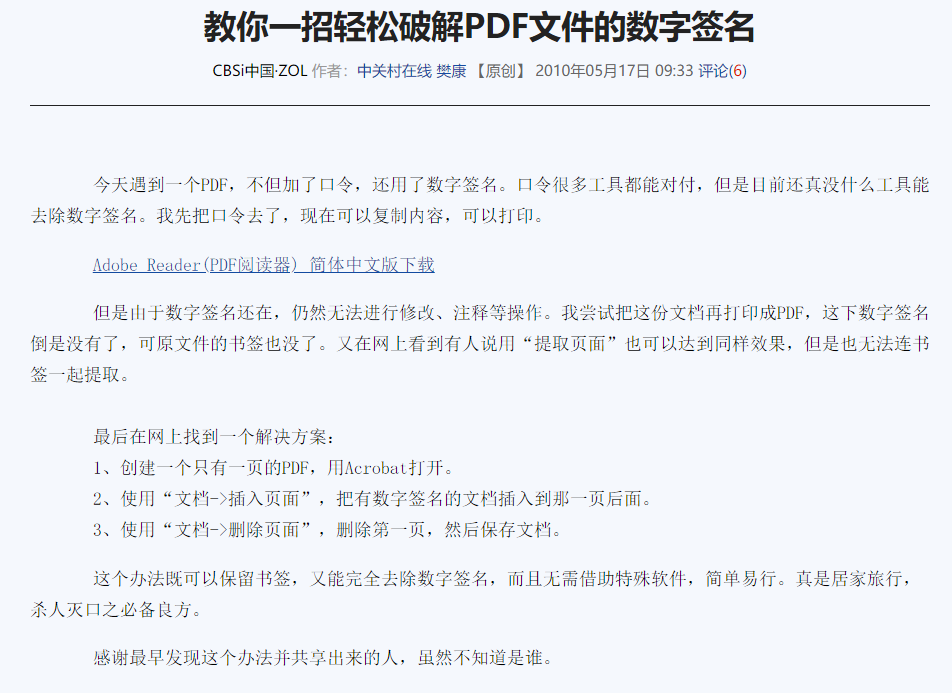 教你一招轻松破解PDF文件的数字签名
CBSi中国·ZOL 作者：中关村在线 樊康 【原创】 2010年05月17日 09:33 评论(6)
今天遇到一个PDF，不但加了口令，还用了数字签名。口令很多工具都能对付，但是目前还真没什么工具能
去除数字签名。我先把口令去了，现在可以复制内容，可以打印。
Adobe Reader(PDF阅读器) 简体中文版下载
但是由于数字签名还在，仍然无法进行修改、注释等操作。我尝试把这份文档再打印成PDF，这下数字签名
倒是没有了，可原文件的书签也没了。又在网上看到有人说用“提取页面”也可以达到同样效果，但是也无法连书
签一起提取。
最后在网上找到一个解决方案：
1、创建一个只有一页的PDF，用Acrobat打开。
2、使用“文档->插入页面”，把有数字签名的文档插入到那一页后面。
3、使用“文档->删除页面”，删除第一页，然后保存文档。
这个办法既可以保留书签，又能完全去除数字签名，而且无需借助特殊软件，简单易行。真是居家旅行，
杀人灭口之必备良方。
感谢最早发现这个办法并共享出来的人，虽然不知道是谁。